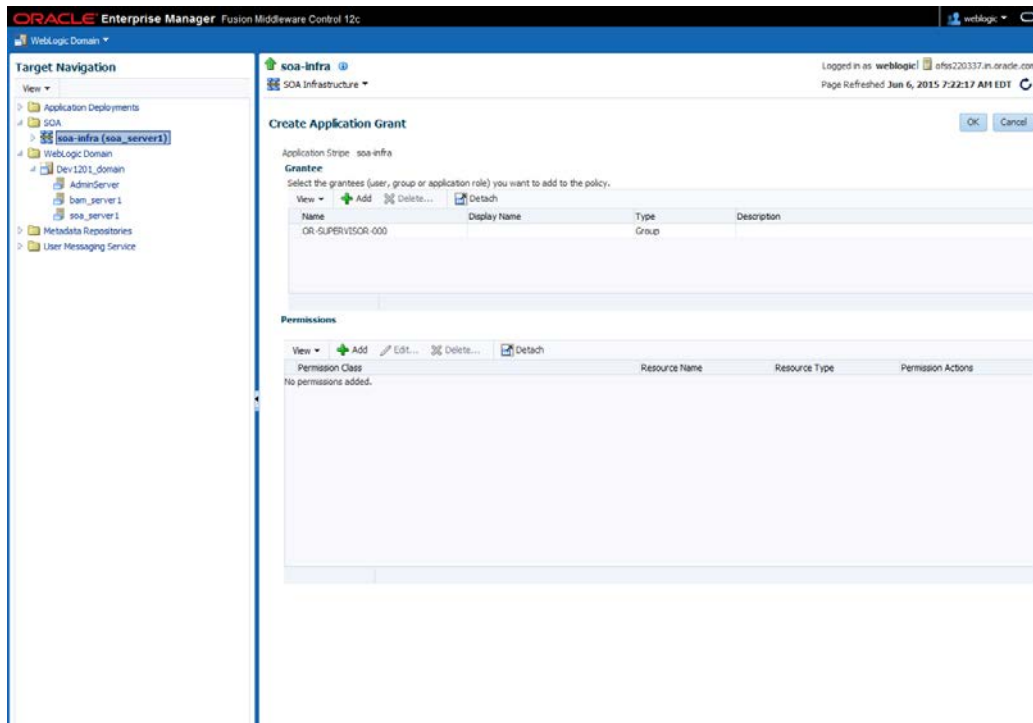 ORACLE Enterprise Manager Fusion Middleware Control 12c
weblogic
WebLogic Domain
Target Navigation
View
Application Deployments
SOA
soa-infra (soa_server1)
WebLogic Domain
Dev1201_domain
AdminServer
bam_server1
soa_server1
Metadata Repositories
User Messaging Service
soa-infra
SOA Infrastructure
Logged in as weblogic| ofss220337.in.oracle.com
Page Refreshed Jun 6, 2015 7:22:17 AM EDT
Create Application Grant
OK Cancel
Application Stripe soa-infra
Grantee
Select the grantees (user, group or application role) you want to add to the policy.
View Add Delete... Detach
Name Display Name Type Description
OR-SUPERVISOR-000 Group
Permissions
View Add Edit... Delete... Detach
Permission Class Resource Name Resource Type Permission Actions
No permissions added.